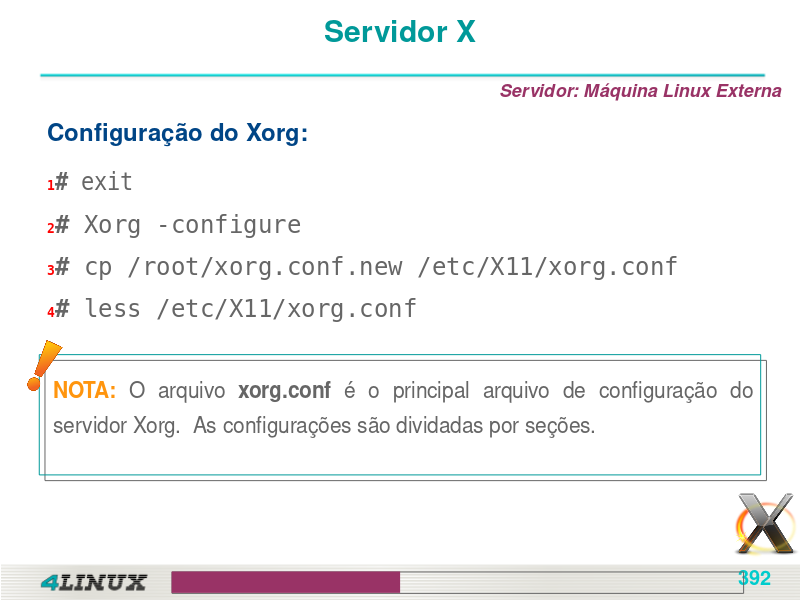 Servidor X
Servidor: Máquina Linux Externa
Configuração do Xorg:
1# exit
2# Xorg -configure
3# cp /root/xorg.conf.new /etc/X11/xorg.conf
4# less /etc/X11/xorg.conf
NOTA: O arquivo xorg.conf é o principal arquivo de configuração do
servidor Xorg. As configurações são dividadas por seções.
4LINUX
392